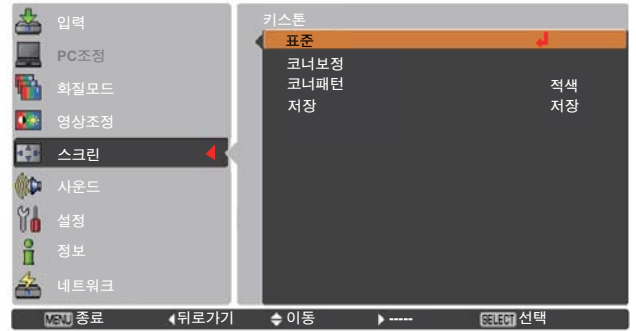 입력
PC조정
화질모드
영상조정
스크린
사운드
설정
정보
네트워크
키스톤
표준
코너보정
코너패턴 적색
저장 저장
MENU 종료 뒤로가기 이동 ----- SELECT 선택